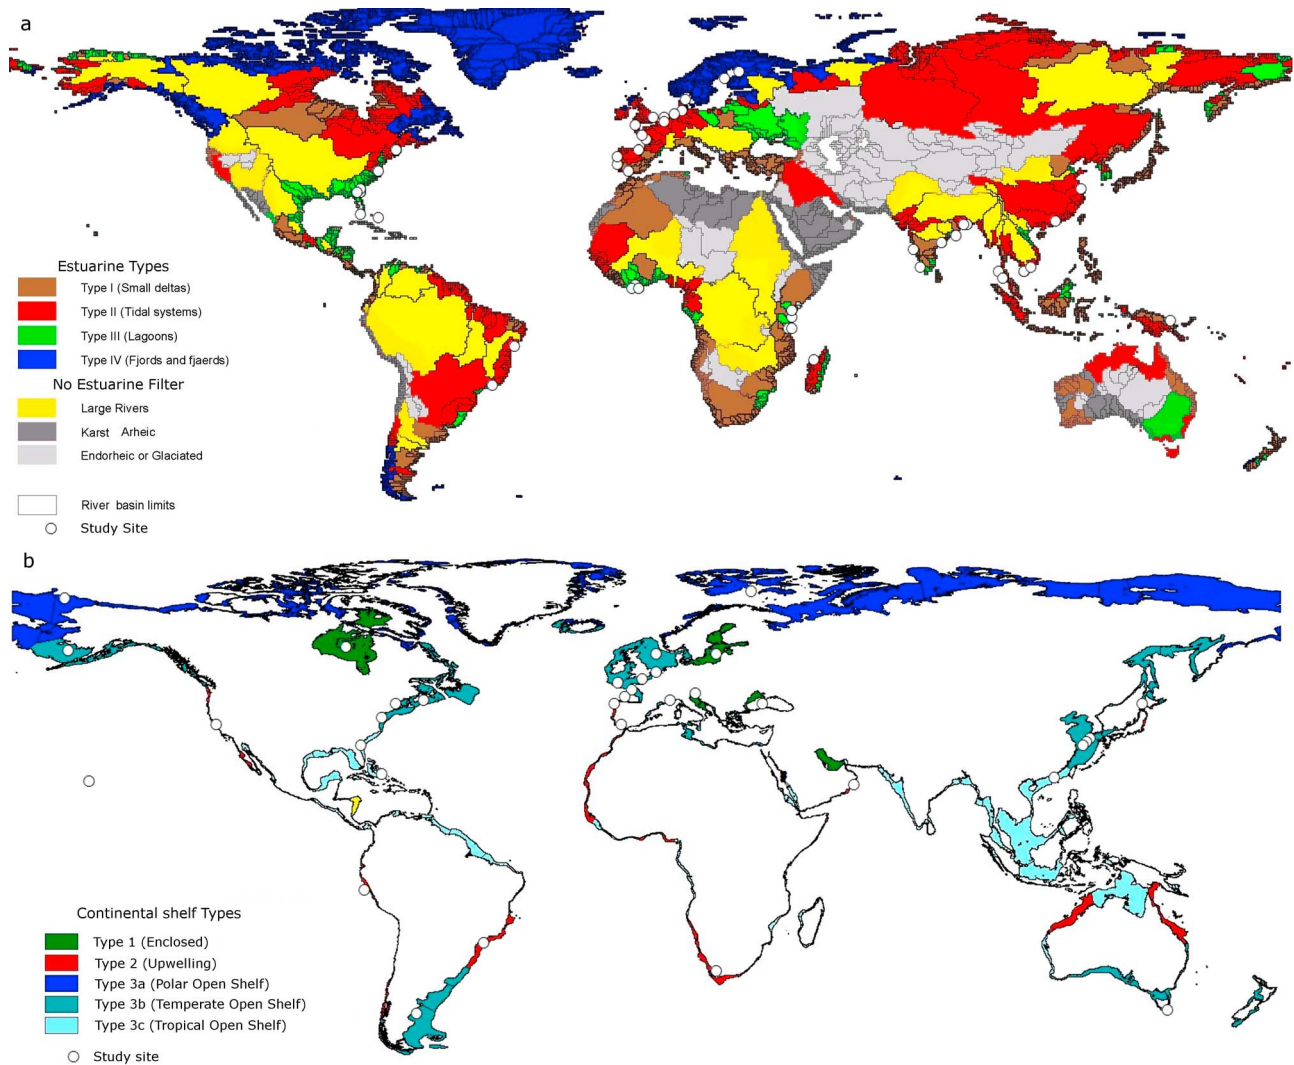 a
Estuarine Types
Type I (Small deltas)
Type II (Tidal systems)
Type III (Lagoons)
Type IV (Fjords and fjaerds)
No Estuarine Filter
Large Rivers
Karst Arheic
Endorheic or Glaciated
River basin limits
Study Site
b
Continental shelf Types
Type 1 (Enclosed)
Type 2 (Upwelling)
Type 3a (Polar Open Shelf)
Type 3b (Temperate Open Shelf)
Type 3c (Tropical Open Shelf)
Study site